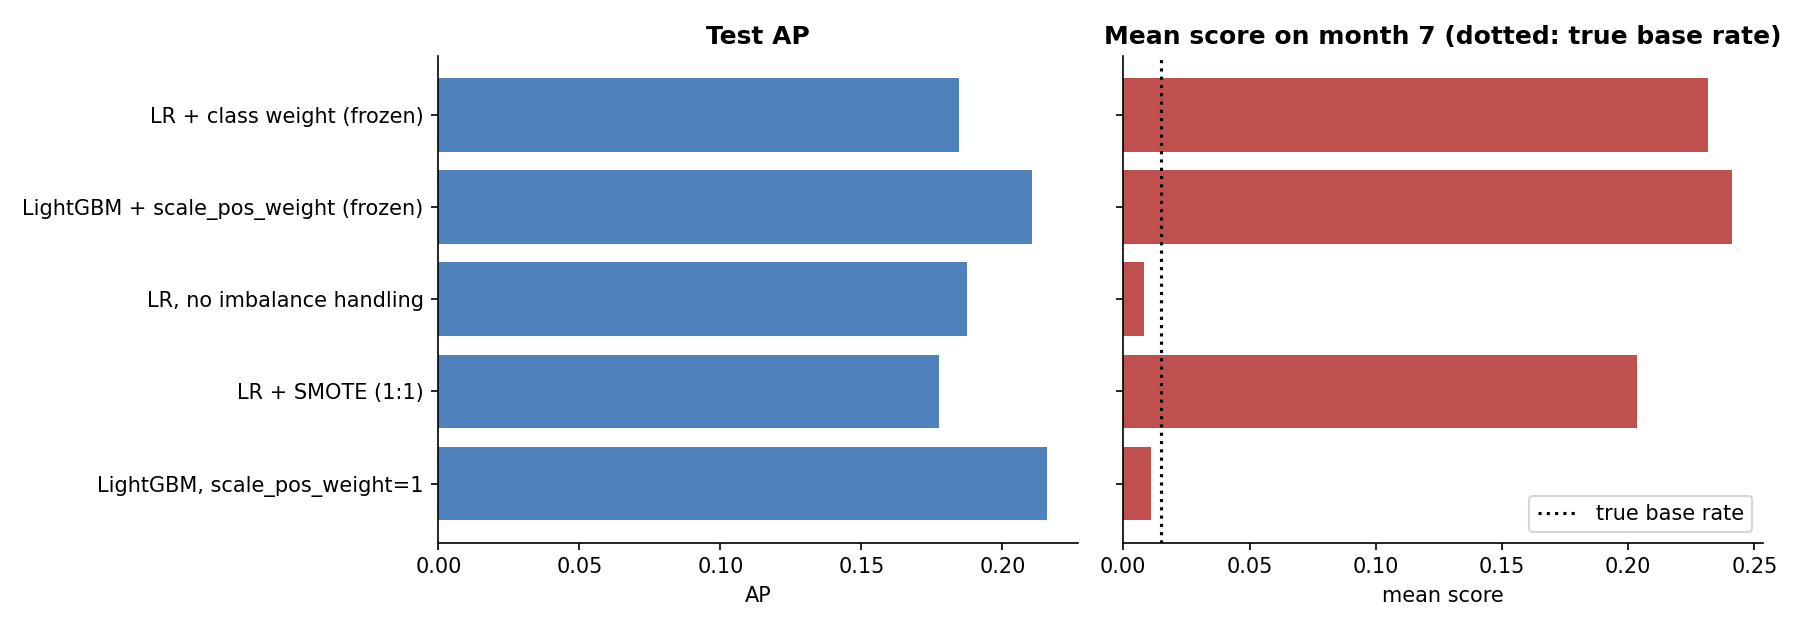 Test AP
LR + class weight (frozen)
LightGBM + scale_pos_weight (frozen)
LR, no imbalance handling
LR + SMOTE (1:1)
LightGBM, scale_pos_weight=1
0.00 0.05 0.10 0.15 0.20
AP
Mean score on month 7 (dotted: true base rate)
true base rate
0.00 0.05 0.10 0.15 0.20 0.25
mean score